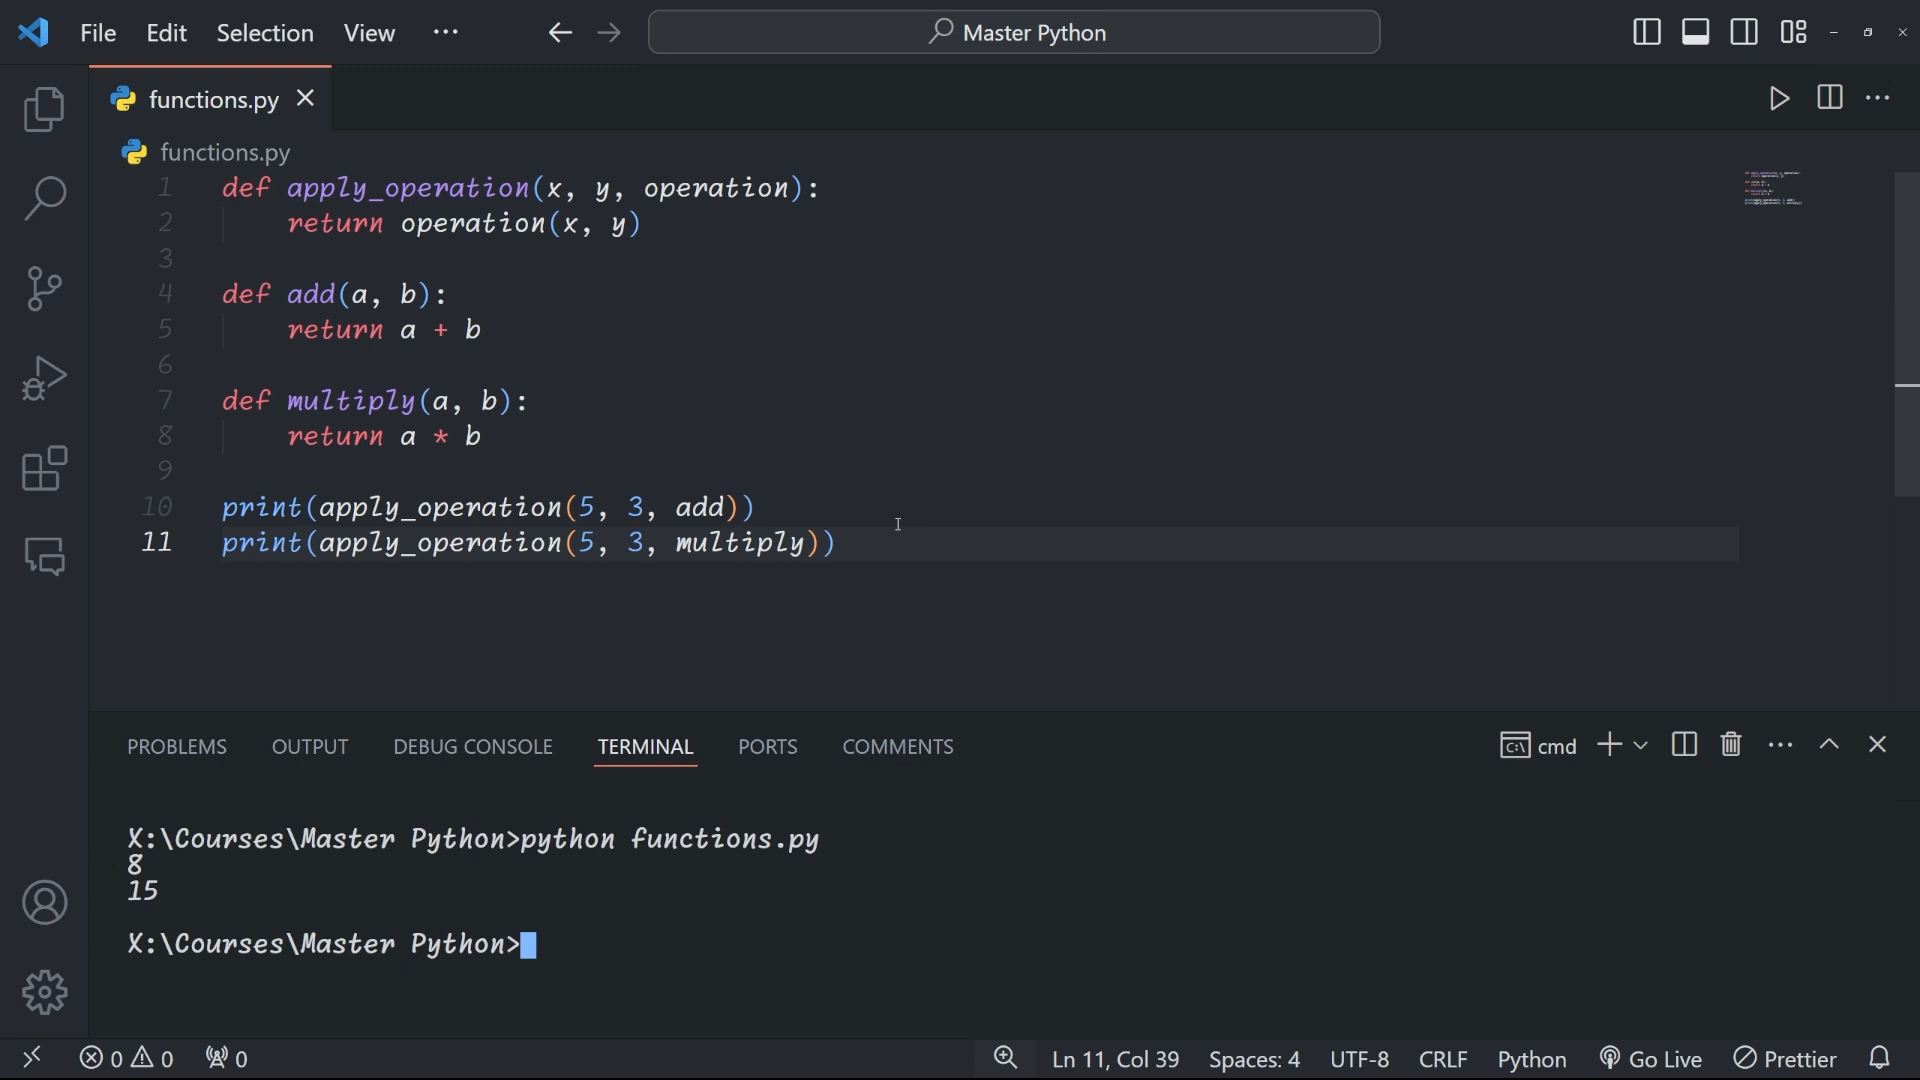 File Edit Selection View ··· Master Python
functions.py
functions.py
1 def apply_operation(x, y, operation):
2 return operation(x, y)
3
4 def add(a, b):
5 return a + b
6
7 def multiply(a, b):
8 return a * b
9
10 print(apply_operation(5, 3, add))
11 print(apply_operation(5, 3, multiply))
PROBLEMS OUTPUT DEBUG CONSOLE TERMINAL PORTS COMMENTS cmd
X:\Courses\Master Python>python functions.py
8
15
X:\Courses\Master Python>
0 0 0 Ln 11, Col 39 Spaces: 4 UTF-8 CRLF Python Go Live Prettier